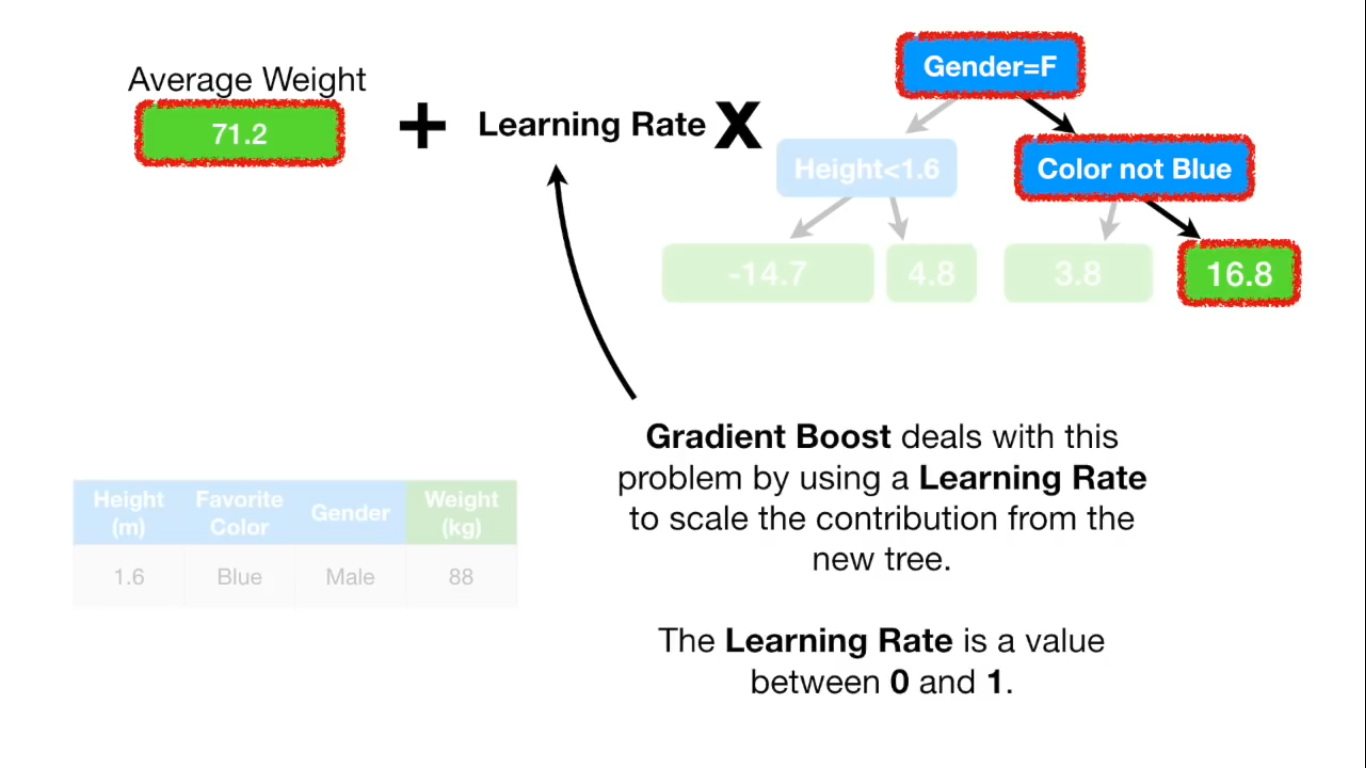 Average Weight
71.2
+ Learning Rate X
Gender=F
Height<1.6
Color not Blue
-14.7
4.8
3.8
16.8
Gradient Boost deals with this
problem by using a Learning Rate
to scale the contribution from the
new tree.
The Learning Rate is a value
between 0 and 1.
Height (m) Favorite Color Gender Weight (kg)
1.6 Blue Male 88